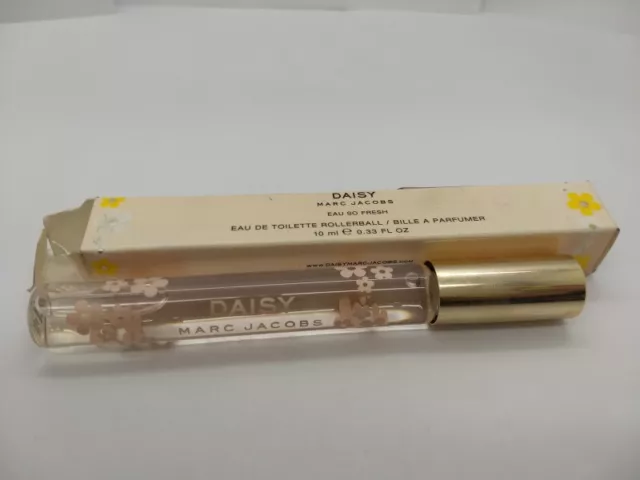 DAISY
MARC JACOBS
EAU SO FRESH
EAU DE TOILETTE ROLLERBALL / BILLE A PARFUMER
10 ml ℮ 0.33 FL OZ
WWW.DAISYMARCJACOBS.COM
DAISY
MARC JACOBS